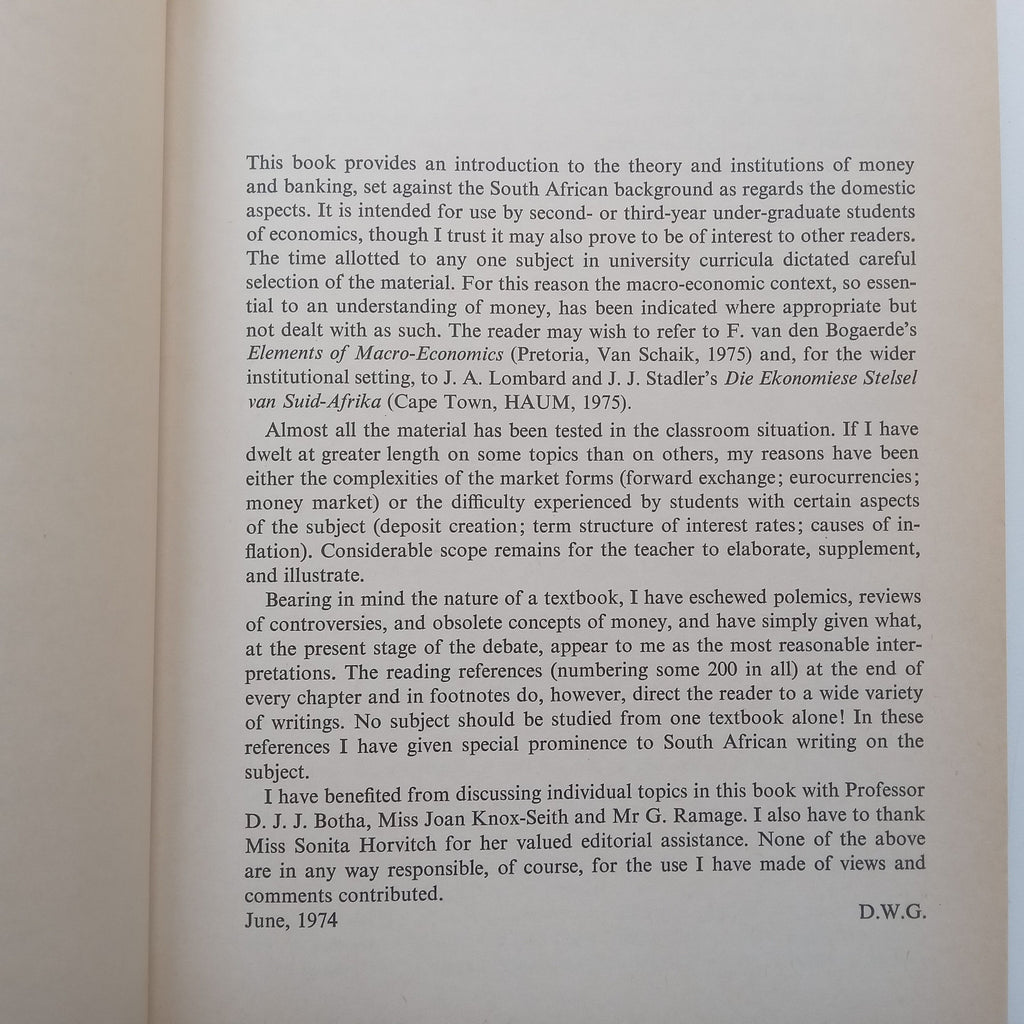 This book provides an introduction to the theory and institutions of money
and banking, set against the South African background as regards the domestic
aspects. It is intended for use by second- or third-year under-graduate students
of economics, though I trust it may also prove to be of interest to other readers.
The time allotted to any one subject in university curricula dictated careful
selection of the material. For this reason the macro-economic context, so essen-
tial to an understanding of money, has been indicated where appropriate but
not dealt with as such. The reader may wish to refer to F. van den Bogaerde's
Elements of Macro-Economics (Pretoria, Van Schaik, 1975) and, for the wider
institutional setting, to J. A. Lombard and J. J. Stadler's Die Ekonomiese Stelsel
van Suid-Afrika (Cape Town, HAUM, 1975).
Almost all the material has been tested in the classroom situation. If I have
dwelt at greater length on some topics than on others, my reasons have been
either the complexities of the market forms (forward exchange; eurocurrencies;
money market) or the difficulty experienced by students with certain aspects
of the subject (deposit creation; term structure of interest rates; causes of in-
flation). Considerable scope remains for the teacher to elaborate, supplement,
and illustrate.
Bearing in mind the nature of a textbook, I have eschewed polemics, reviews
of controversies, and obsolete concepts of money, and have simply given what,
at the present stage of the debate, appear to me as the most reasonable inter-
pretations. The reading references (numbering some 200 in all) at the end of
every chapter and in footnotes do, however, direct the reader to a wide variety
of writings. No subject should be studied from one textbook alone! In these
references I have given special prominence to South African writing on the
subject.
I have benefited from discussing individual topics in this book with Professor
D. J. J. Botha, Miss Joan Knox-Seith and Mr G. Ramage. I also have to thank
Miss Sonita Horvitch for her valued editorial assistance. None of the above
are in any way responsible, of course, for the use I have made of views and
comments contributed.
June, 1974
D.W.G.